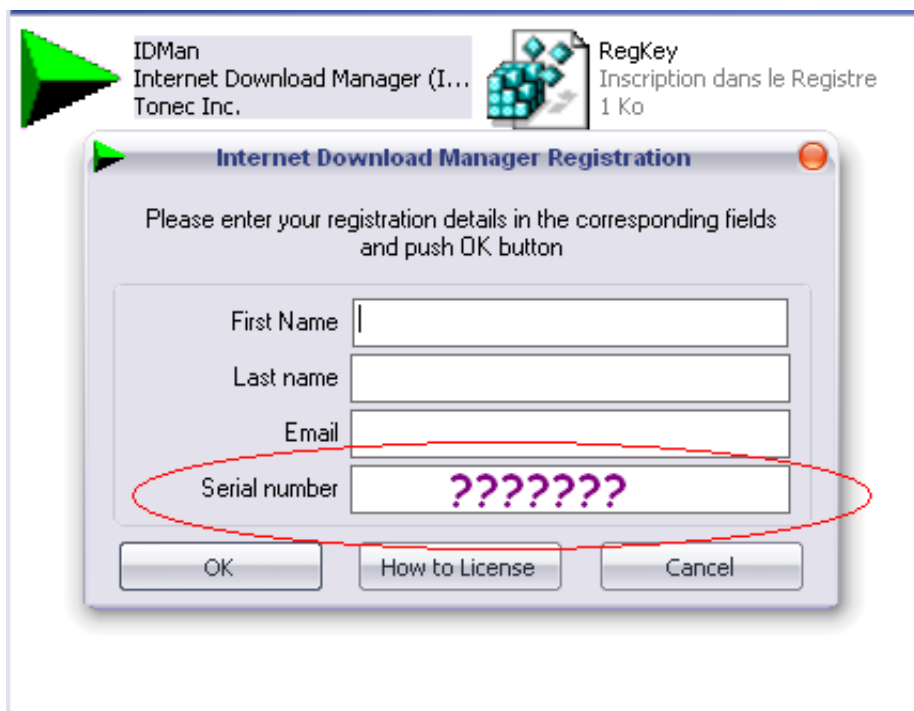 IDMan
Internet Download Manager (I...
Tonec Inc.
RegKey
Inscription dans le Registre
1 Ko
Internet Download Manager Registration
Please enter your registration details in the corresponding fields
and push OK button
First Name
Last name
Email
Serial number ???????
OK How to License Cancel